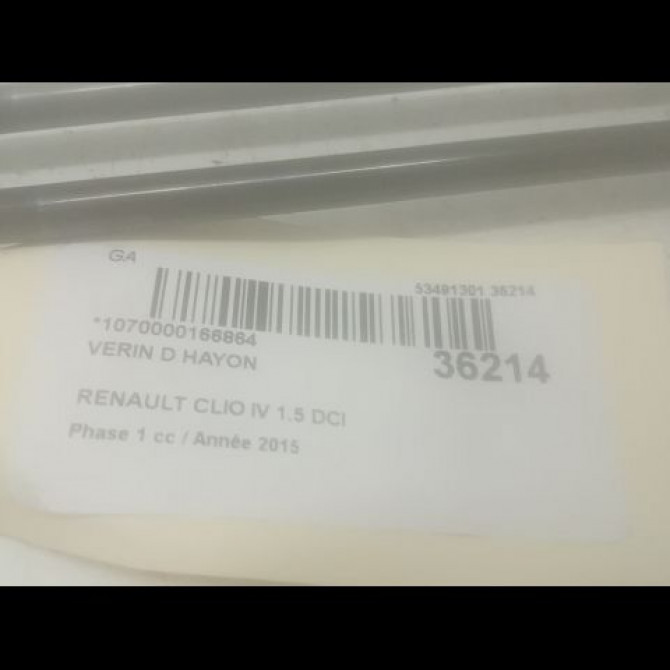 GA
53491301 36214
*1070000166864
36214
VERIN D HAYON
RENAULT CLIO IV 1.5 DCI
Phase 1 cc / Année 2015